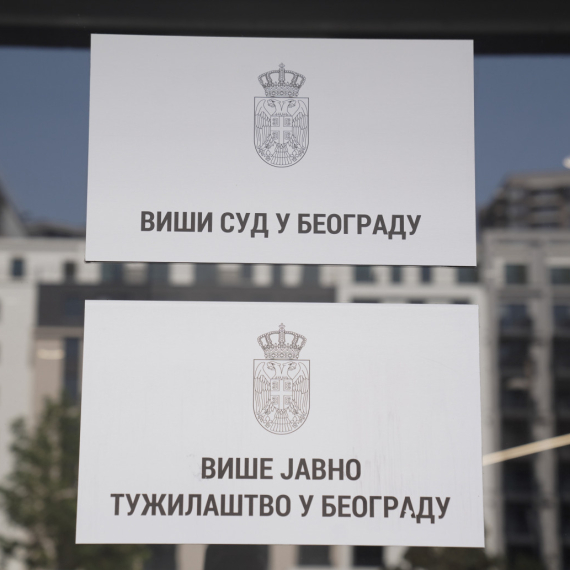 ВИШИ СУД У БЕОГРАДУ
ВИШЕ ЈАВНО
ТУЖИЛАШТВО У БЕОГРАДУ